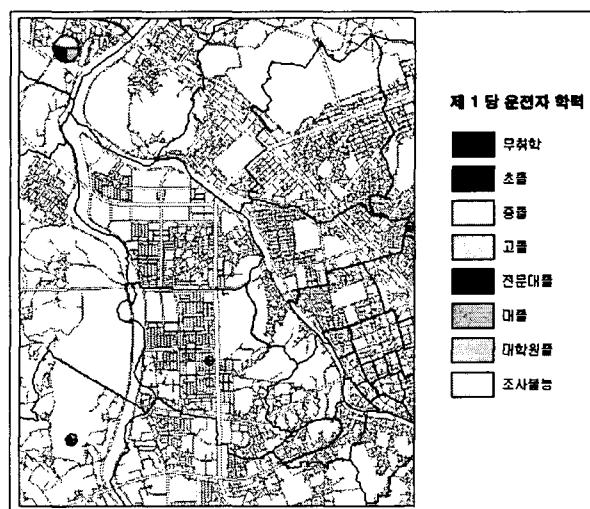 제 1 당 운전자 학력
무취학
초졸
중졸
고졸
전문대졸
대졸
대학원졸
조사불능